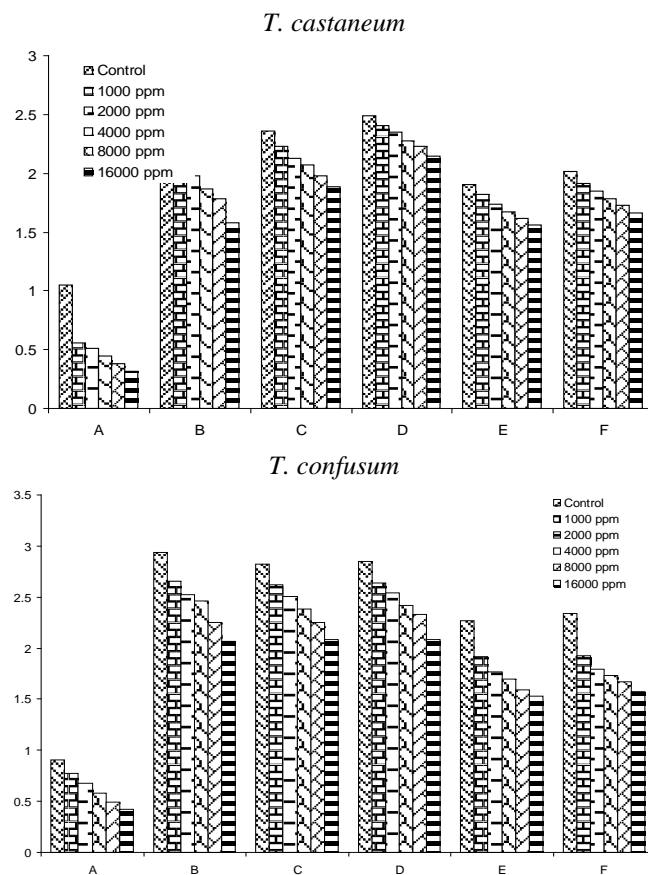 T. castaneum
3
2.5
2
1.5
1
0.5
0
Control
1000 ppm
2000 ppm
4000 ppm
8000 ppm
16000 ppm
A B C D E F
T. confusum
3.5
3
2.5
2
1.5
1
0.5
0
Control
1000 ppm
2000 ppm
4000 ppm
8000 ppm
16000 ppm
A B C D E F